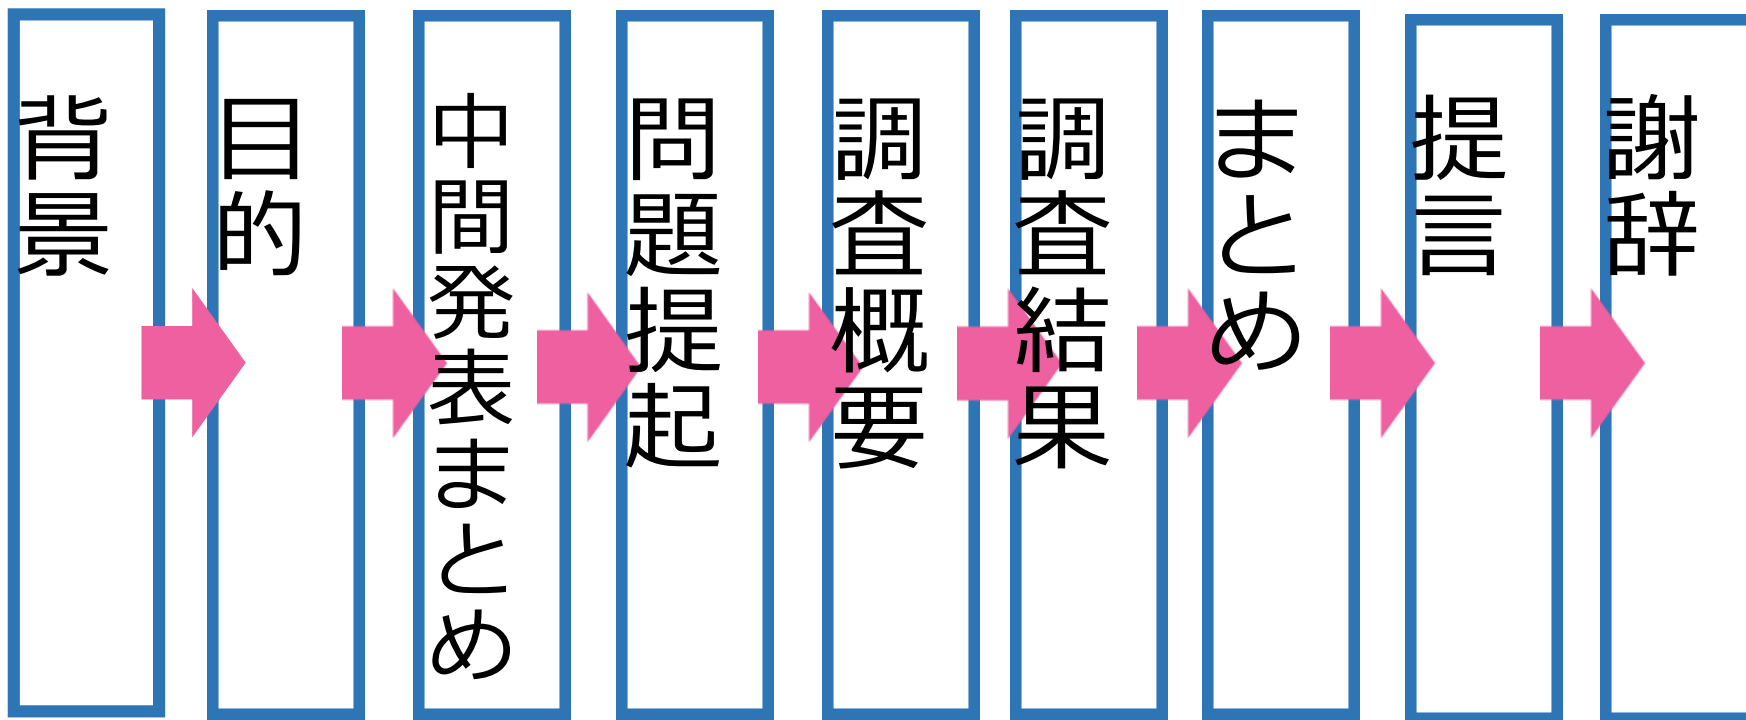 背景
目的
中間発表まとめ
問題提起
調査概要
調査結果
まとめ
提言
謝辞